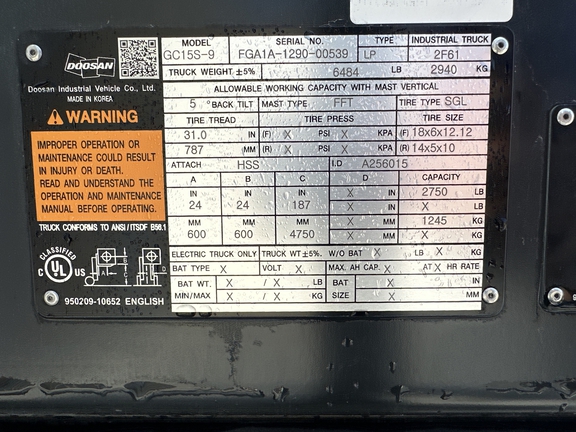 DOOSAN
Doosan Industrial Vehicle Co., Ltd.
MADE IN KOREA
WARNING
IMPROPER OPERATION OR
MAINTENANCE COULD RESULT
IN INJURY OR DEATH.
READ AND UNDERSTAND THE
OPERATION AND MAINTENANCE
MANUAL BEFORE OPERATING.
TRUCK CONFORMS TO ANSI/ITSDF B56.1
CLASSIFIED
C UL US
950209-10652 ENGLISH
MODEL SERIAL NO. TYPE INDUSTRIAL TRUCK
GC15S-9 FGA1A-1290-00539 LP 2F61
TRUCK WEIGHT ±5% 6484 LB 2940 KG
ALLOWABLE WORKING CAPACITY WITH MAST VERTICAL
5 ° BACK TILT MAST TYPE FFT TIRE TYPE SGL
TIRE TREAD TIRE PRESS TIRE SIZE
31.0 IN (F) X PSI X KPA (F) 18x6x12.12
787 MM (R) X PSI X KPA (R) 14x5x10
ATTACH HSS I.D A256015
A B C D CAPACITY
IN IN IN X IN 2750 LB
24 24 187 X IN X LB
MM MM MM X MM 1245 KG
600 600 4750 X MM X KG
ELECTRIC TRUCK ONLY TRUCK WT ±5%. W/O BAT X LB X KG
BAT TYPE X VOLT X MAX. AH CAP. X AT X HR RATE
BAT WT. X / X LB BAT X IN
MIN/MAX X / X KG SIZE X MM